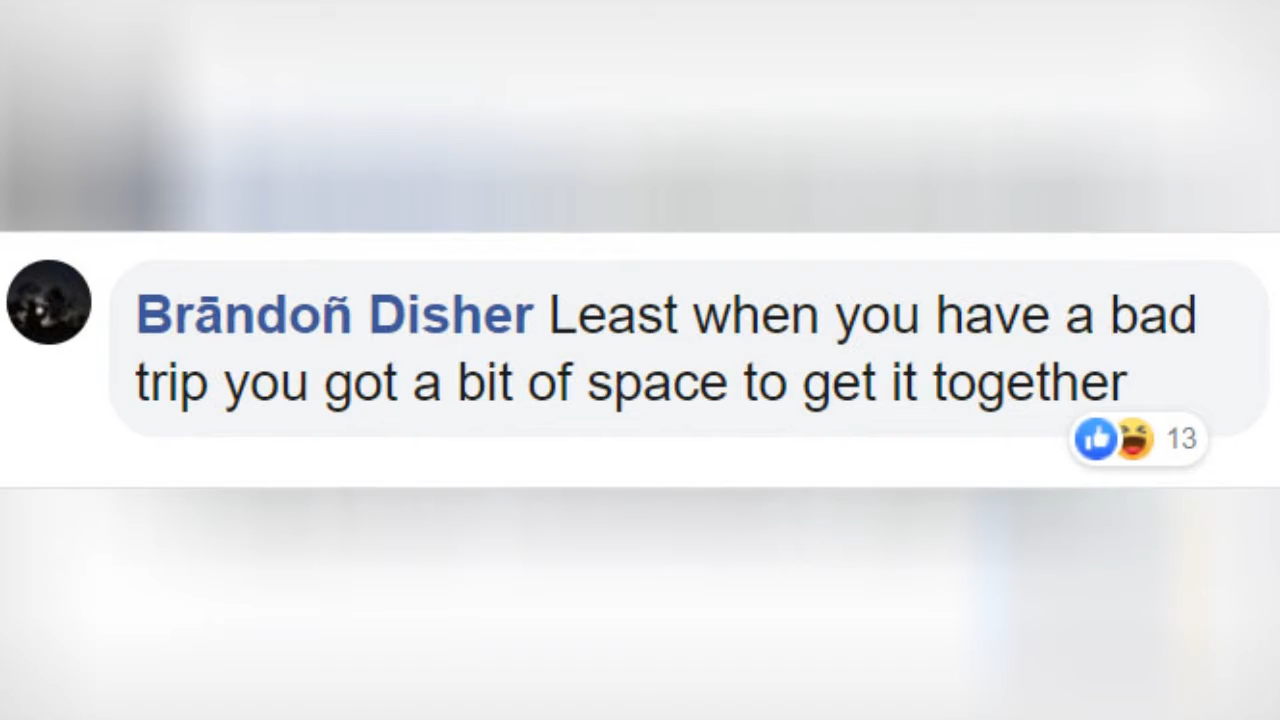 Brāndoñ Disher Least when you have a bad
trip you got a bit of space to get it together
13